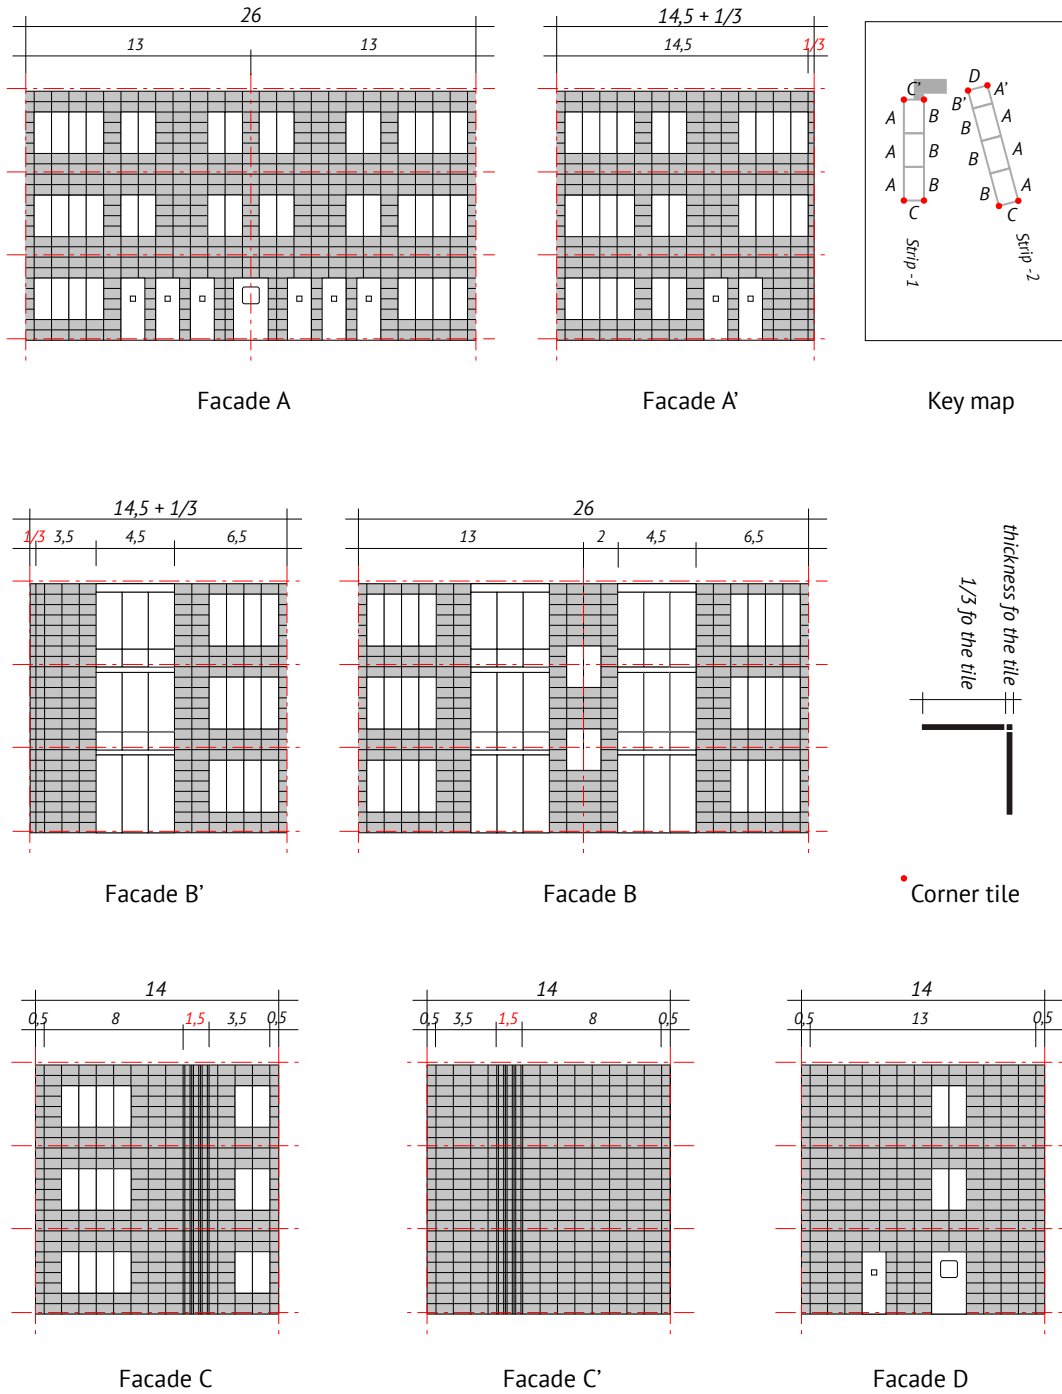 26
13 13
14,5 + 1/3
14,5 1/3
C’ D A’
B’
A B B A
A B B A
A B B A
C C
Strip - 1
Strip -2
Facade A
Facade A’
Key map
14,5 + 1/3
1/3 3,5 4,5 6,5
26
13 2 4,5 6,5
1/3 fo the tile
thickness fo the tile
Facade B’
Facade B
Corner tile
14
0,5 8 1,5 3,5 0,5
14
0,5 3,5 1,5 8 0,5
14
0,5 13 0,5
Facade C
Facade C’
Facade D